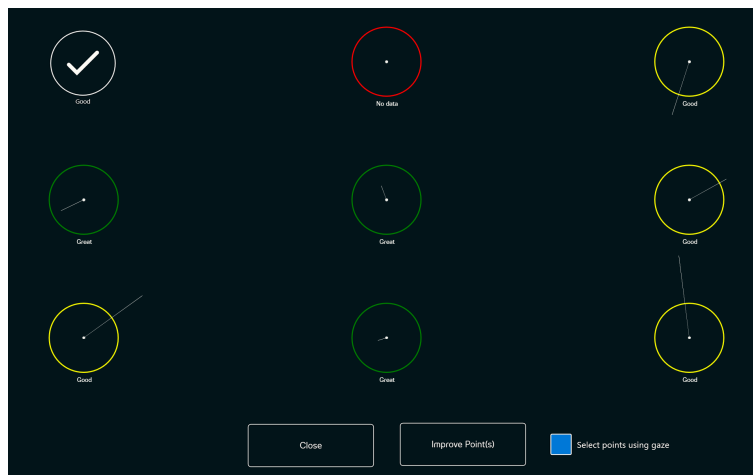 Good
No data
Good
Great
Great
Good
Good
Great
Good
Close
Improve Point(s)
Select points using gaze